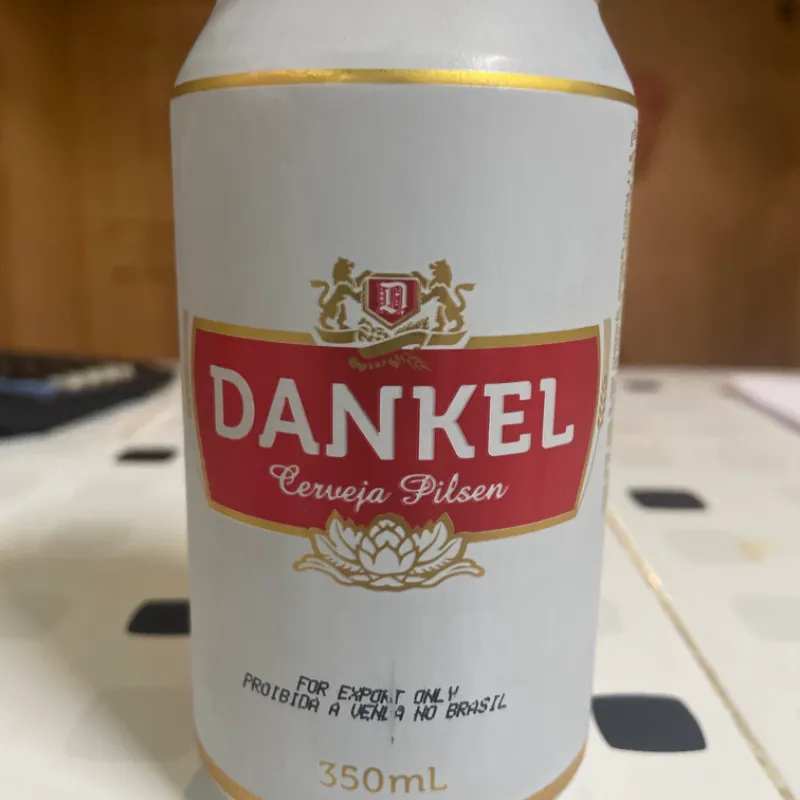 D
DANKEL
Cerveja Pilsen
FOR EXPORT ONLY
PROIBIDA A VENDA NO BRASIL
350mL